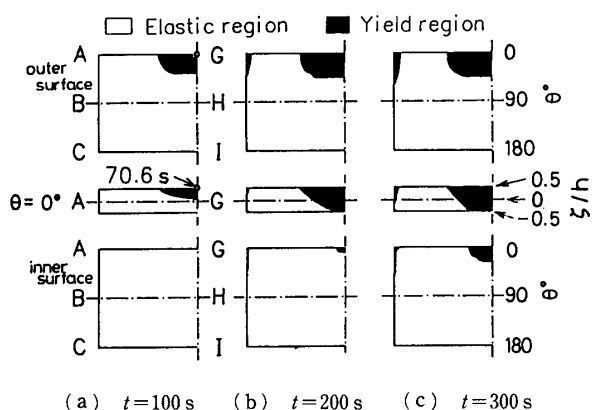 Elastic region Yield region
A G 0
outer surface
B H 90 θ°
C I 180
70.6 s 0.5
θ= 0° A G 0 ζ/h
-0.5
A G 0
inner surface
B H 90 θ°
C I 180
(a) t=100 s (b) t=200 s (c) t=300 s